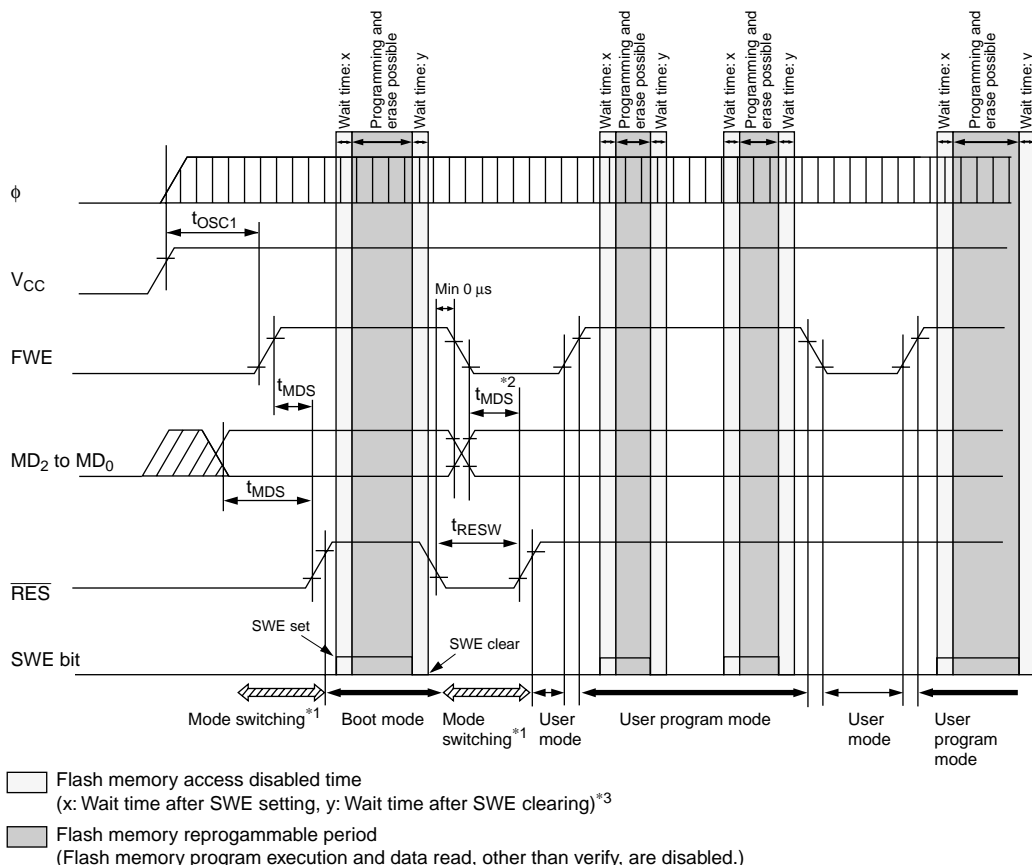 Wait time: x
Programming and
erase possible
Wait time: y
Wait time: x
Programming and
erase possible
Wait time: y
Wait time: x
Programming and
erase possible
Wait time: y
Wait time: x
Programming and
erase possible
Wait time: y
ϕ
tOSC1
VCC
Min 0 μs
FWE
tMDS
tMDS*2
MD2 to MD0
tMDS
tRESW
RES
SWE set
SWE clear
SWE bit
Mode switching*1
Boot mode
Mode
switching*1
User
mode
User program mode
User
mode
User
program
mode
Flash memory access disabled time
(x: Wait time after SWE setting, y: Wait time after SWE clearing)*3
Flash memory reprogammable period
(Flash memory program execution and data read, other than verify, are disabled.)